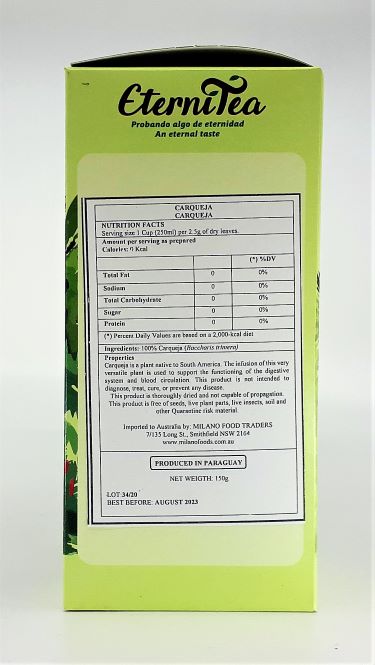 EterniTea
Probando algo de eternidad
An eternal taste
CARQUEJA
CARQUEJA
NUTRITION FACTS
Serving size 1 Cup (250ml) per 2.5g of dry leaves.
Amount per serving as prepared
Calories: 0 Kcal
(*) %DV
Total Fat 0 0%
Sodium 0 0%
Total Carbohydrate 0 0%
Sugar 0 0%
Protein 0 0%
(*) Percent Daily Values are based on a 2,000-kcal diet
Ingredients: 100% Carqueja (Baccharis trimera)
Properties
Carqueja is a plant native to South America. The infusion of this very
versatile plant is used to support the functioning of the digestive
system and blood circulation. This product is not intended to
diagnose, treat, cure, or prevent any disease.
This product is thoroughly dried and not capable of propagation.
This product is free of seeds, live plant parts, live insects, soil and
other Quarantine risk material.
Imported to Australia by: MILANO FOOD TRADERS
7/135 Long St., Smithfield NSW 2164
www.milanofoods.com.au
PRODUCED IN PARAGUAY
NET WEIGTH: 150g
LOT 34/20
BEST BEFORE: AUGUST 2023